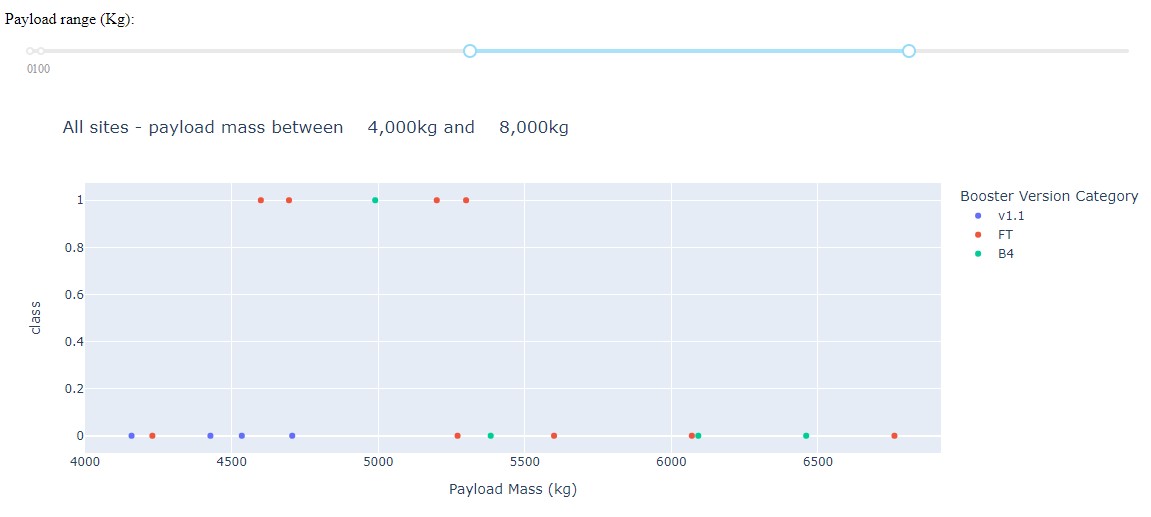 Payload range (Kg):
0100
All sites - payload mass between 4,000kg and 8,000kg
Booster Version Category
v1.1
FT
B4
1
0.8
0.6
0.4
0.2
0
class
4000 4500 5000 5500 6000 6500
Payload Mass (kg)